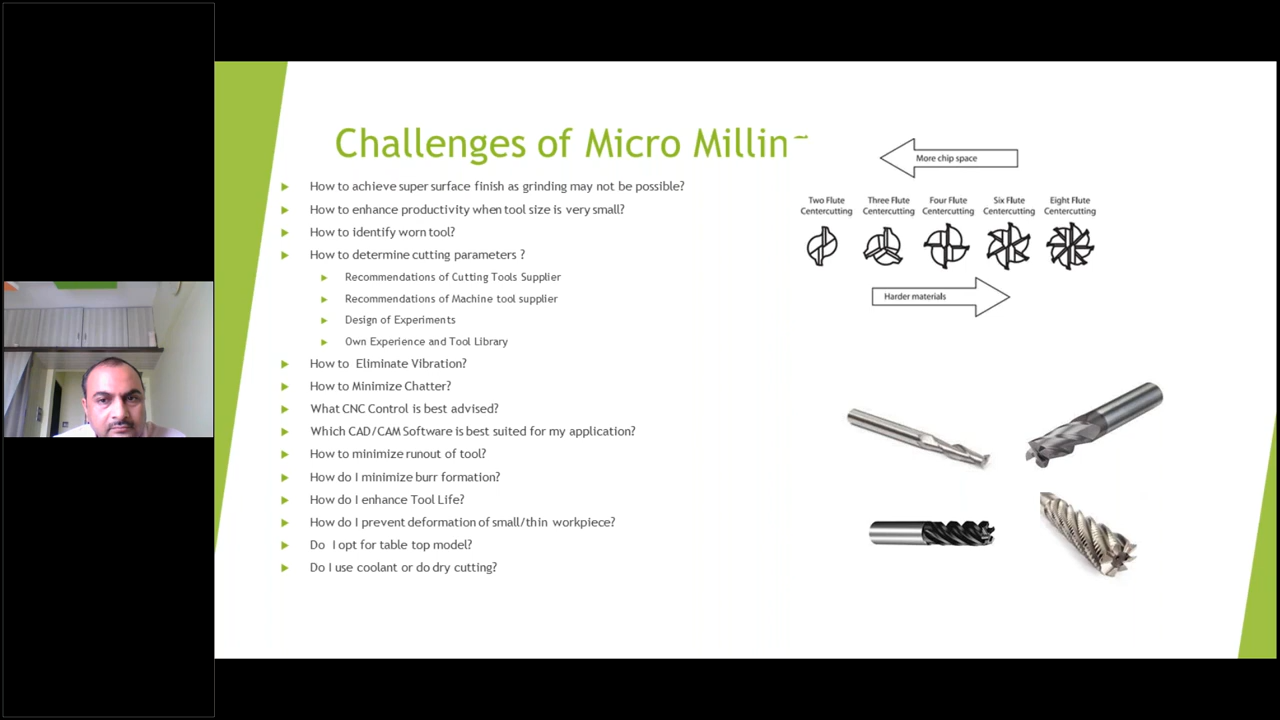 Challenges of Micro Milling
How to achieve super surface finish as grinding may not be possible?
How to enhance productivity when tool size is very small?
How to identify worn tool?
How to determine cutting parameters ?
Recommendations of Cutting Tools Supplier
Recommendations of Machine tool supplier
Design of Experiments
Own Experience and Tool Library
How to Eliminate Vibration?
How to Minimize Chatter?
What CNC Control is best advised?
Which CAD/CAM Software is best suited for my application?
How to minimize runout of tool?
How do I minimize burr formation?
How do I enhance Tool Life?
How do I prevent deformation of small/thin workpiece?
Do I opt for table top model?
Do I use coolant or do dry cutting?
More chip space
Two Flute Three Flute Four Flute Six Flute Eight Flute
Centercutting Centercutting Centercutting Centercutting Centercutting
Harder materials